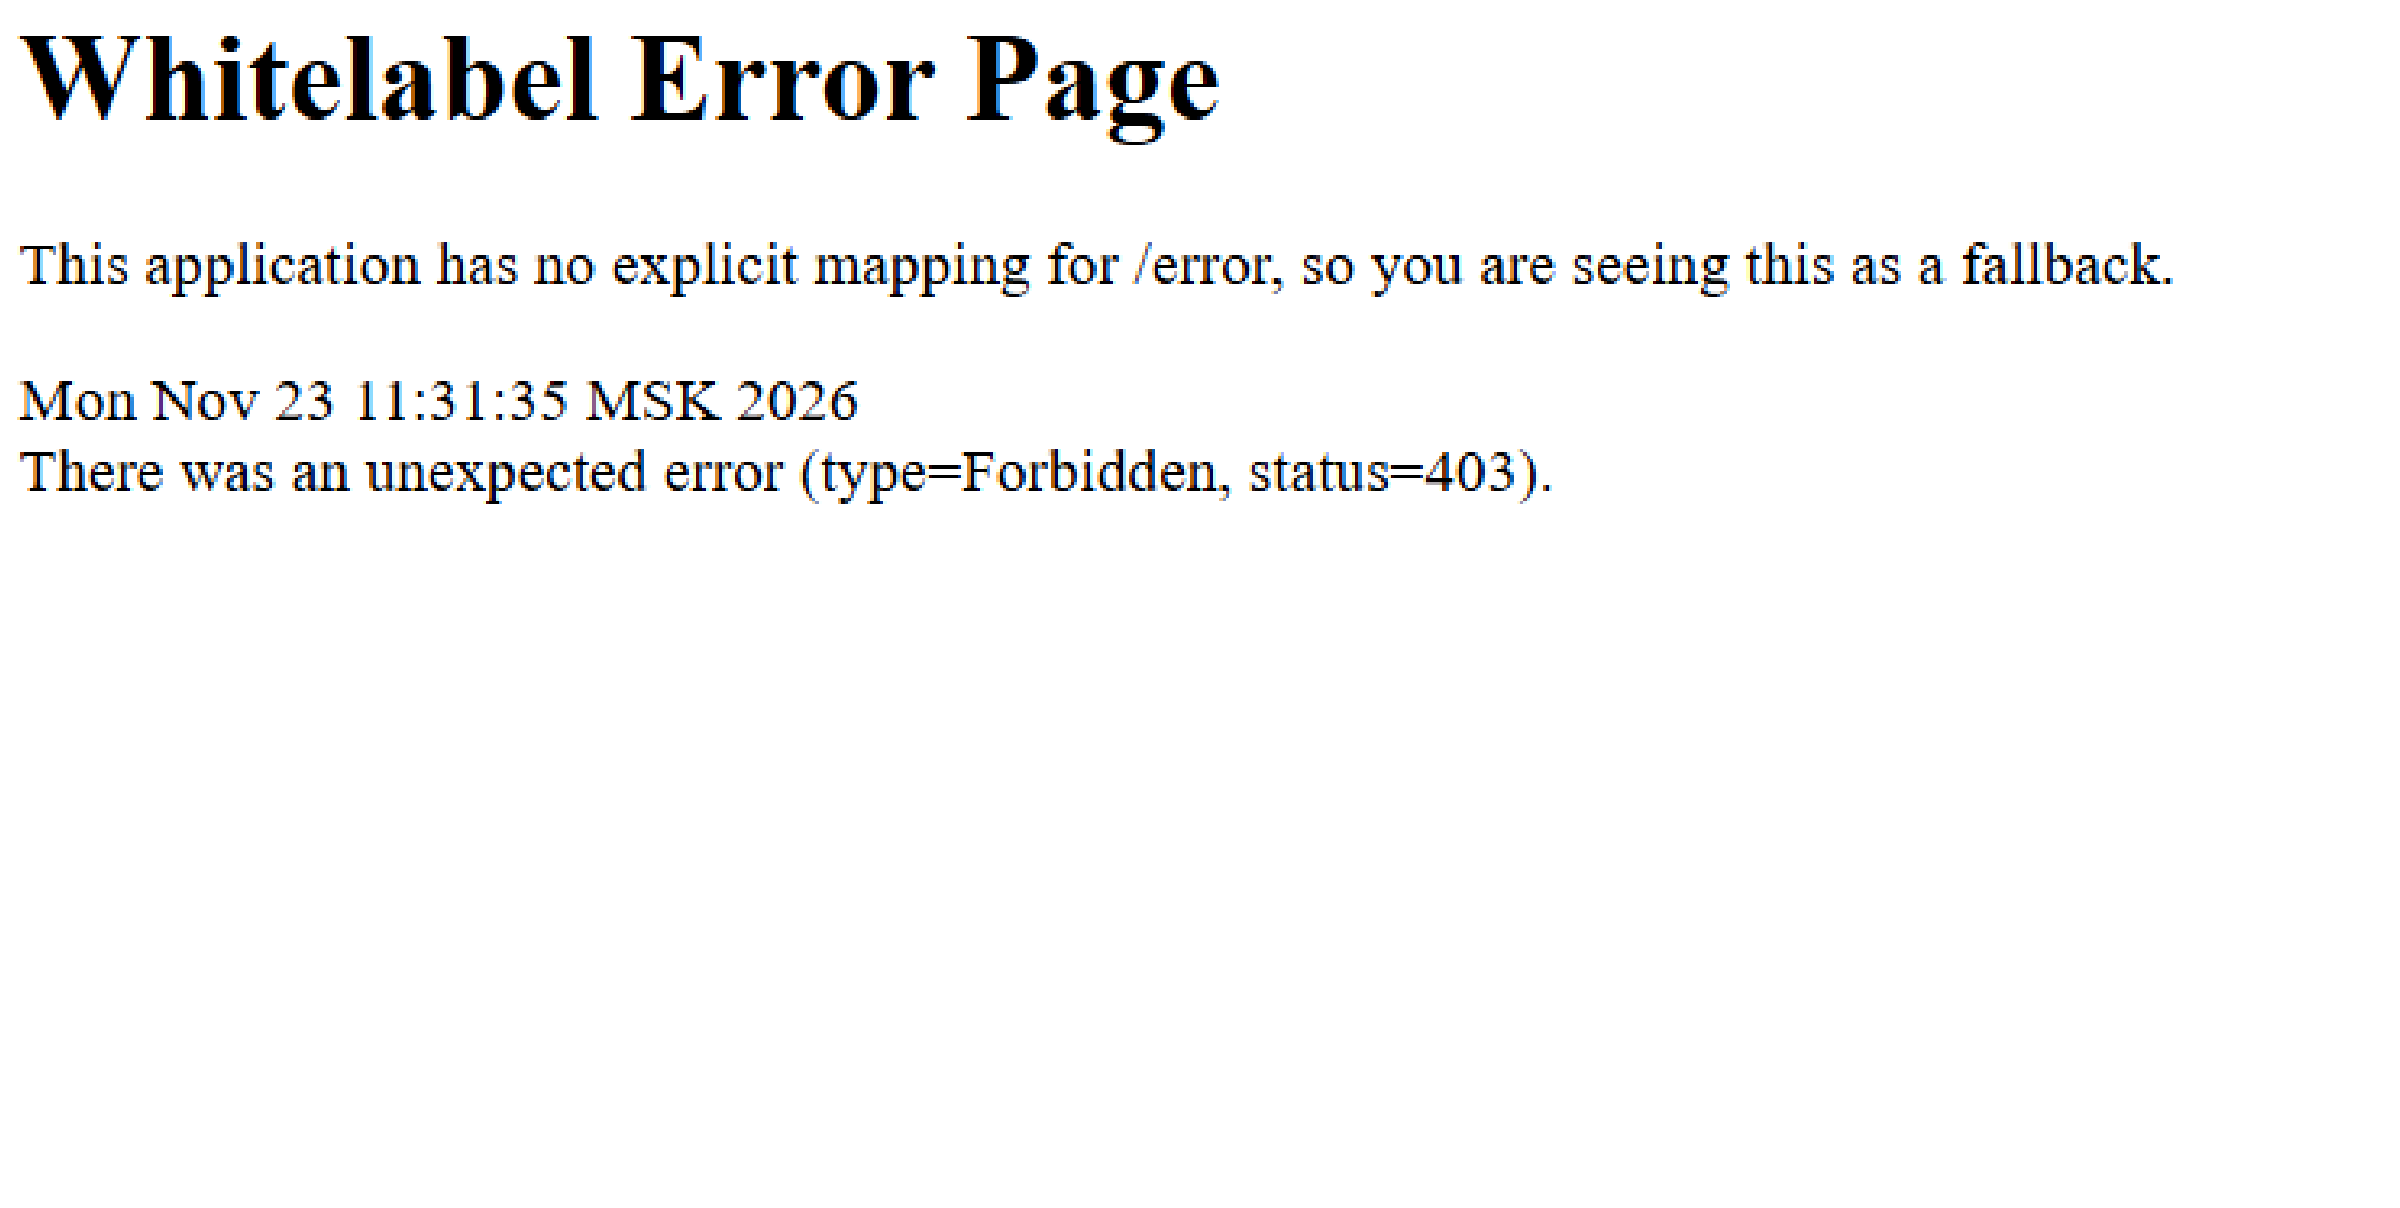 Whitelabel Error Page
This application has no explicit mapping for /error, so you are seeing this as a fallback.
Mon Nov 23 11:31:35 MSK 2026
There was an unexpected error (type=Forbidden, status=403).